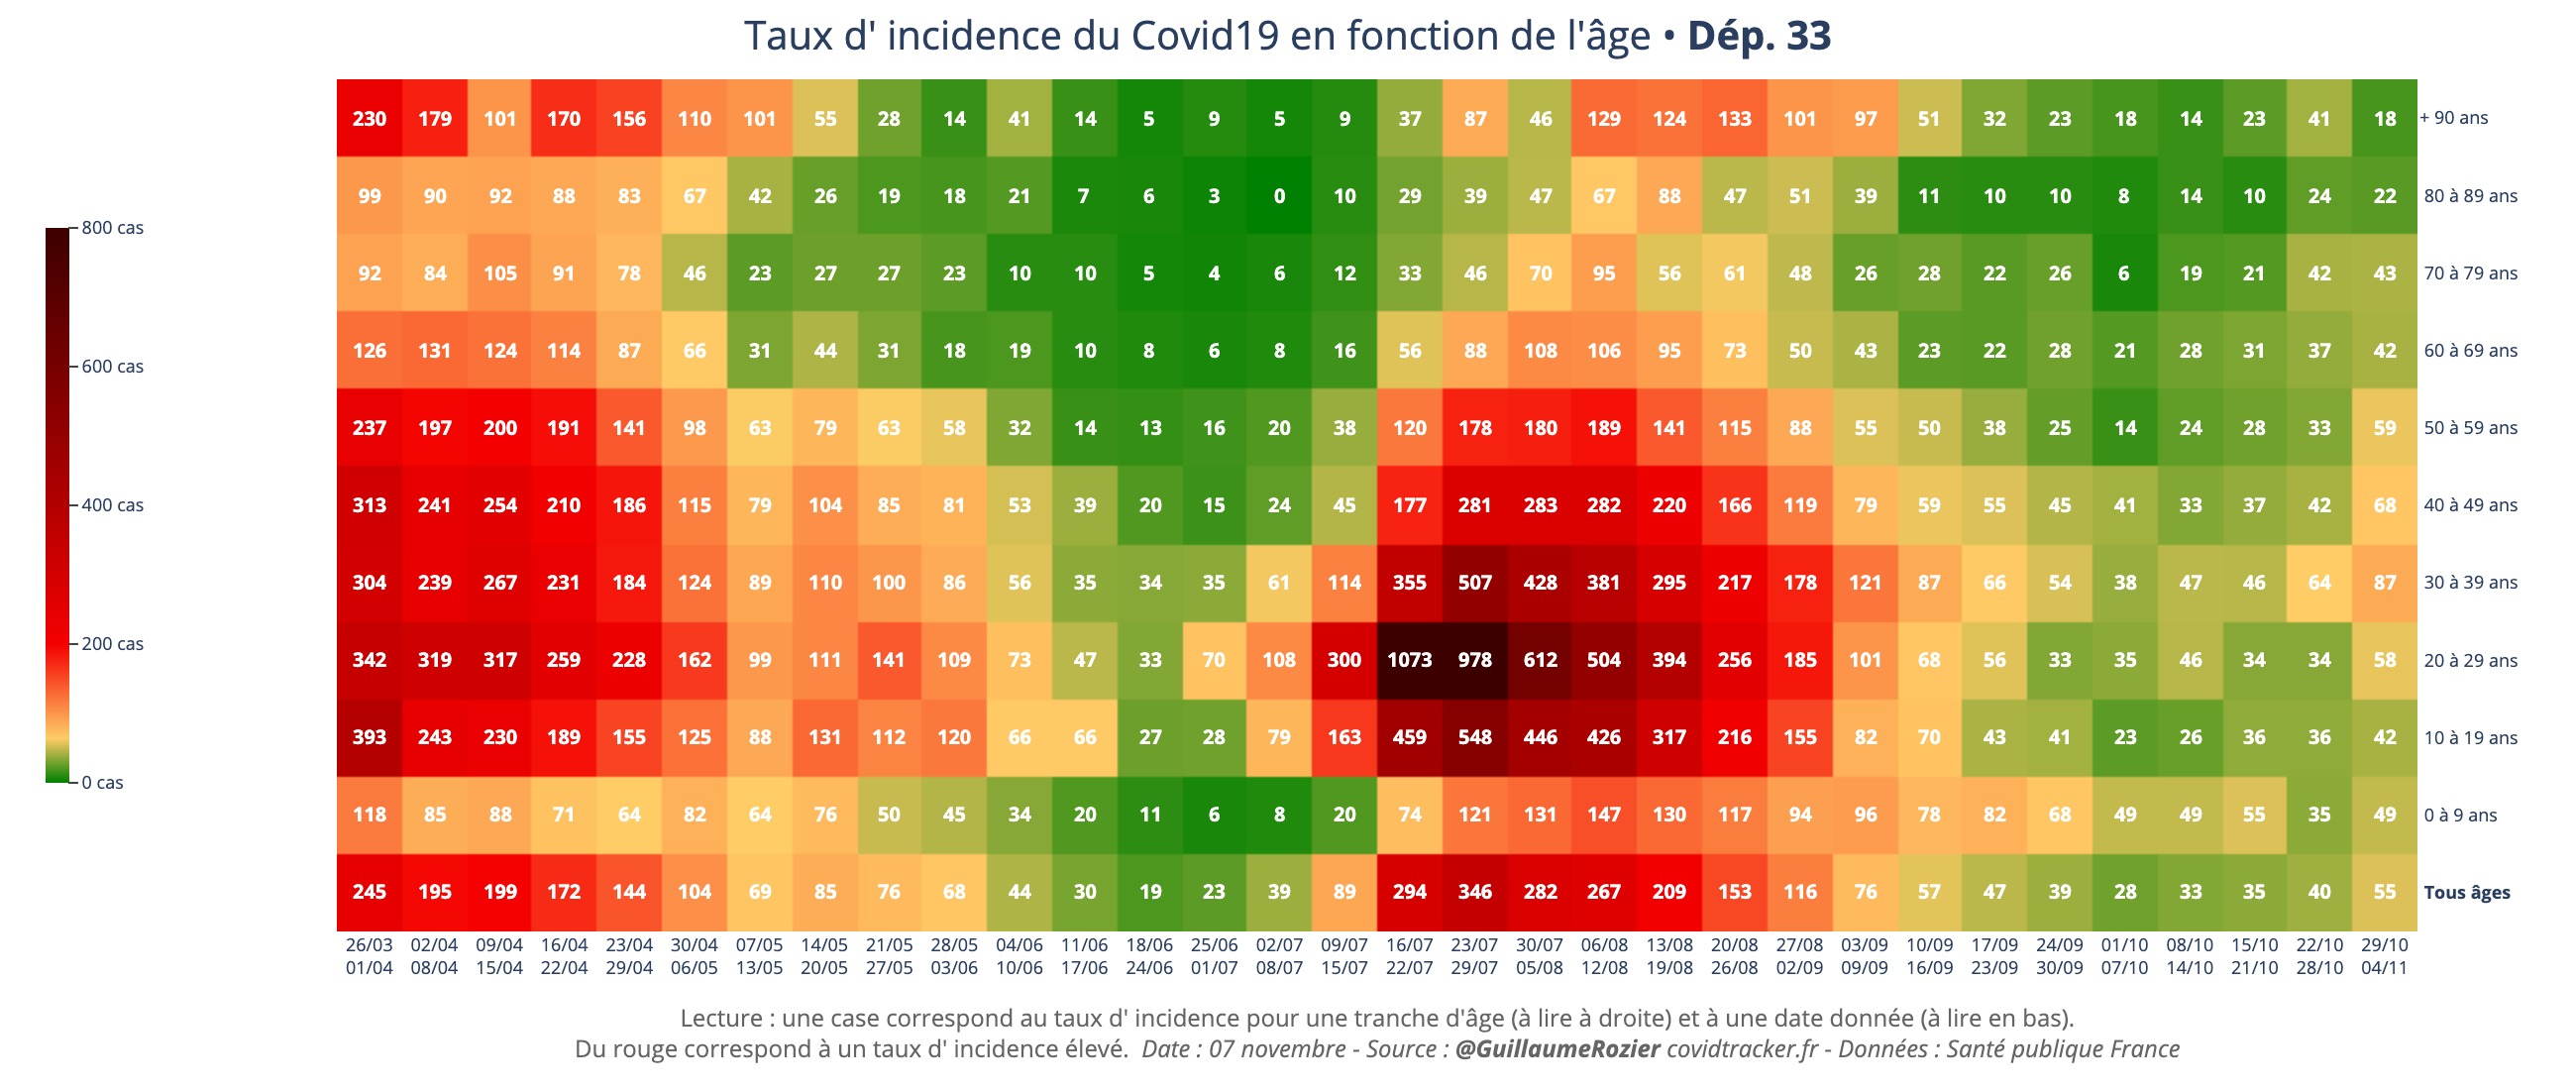 Taux d' incidence du Covid19 en fonction de l'âge • Dép. 33
800 cas
600 cas
400 cas
200 cas
0 cas
230 179 101 170 156 110 101 55 28 14 41 14 5 9 5 9 37 87 46 129 124 133 101 97 51 32 23 18 14 23 41 18 + 90 ans
99 90 92 88 83 67 42 26 19 18 21 7 6 3 0 10 29 39 47 67 88 47 51 39 11 10 10 8 14 10 24 22 80 à 89 ans
92 84 105 91 78 46 23 27 27 23 10 10 5 4 6 12 33 46 70 95 56 61 48 26 28 22 26 6 19 21 42 43 70 à 79 ans
126 131 124 114 87 66 31 44 31 18 19 10 8 6 8 16 56 88 108 106 95 73 50 43 23 22 28 21 28 31 37 42 60 à 69 ans
237 197 200 191 141 98 63 79 63 58 32 14 13 16 20 38 120 178 180 189 141 115 88 55 50 38 25 14 24 28 33 59 50 à 59 ans
313 241 254 210 186 115 79 104 85 81 53 39 20 15 24 45 177 281 283 282 220 166 119 79 59 55 45 41 33 37 42 68 40 à 49 ans
304 239 267 231 184 124 89 110 100 86 56 35 34 35 61 114 355 507 428 381 295 217 178 121 87 66 54 38 47 46 64 87 30 à 39 ans
342 319 317 259 228 162 99 111 141 109 73 47 33 70 108 300 1073 978 612 504 394 256 185 101 68 56 33 35 46 34 34 58 20 à 29 ans
393 243 230 189 155 125 88 131 112 120 66 66 27 28 79 163 459 548 446 426 317 216 155 82 70 43 41 23 26 36 36 42 10 à 19 ans
118 85 88 71 64 82 64 76 50 45 34 20 11 6 8 20 74 121 131 147 130 117 94 96 78 82 68 49 49 55 35 49 0 à 9 ans
245 195 199 172 144 104 69 85 76 68 44 30 19 23 39 89 294 346 282 267 209 153 116 76 57 47 39 28 33 35 40 55 Tous âges
26/03 02/04 09/04 16/04 23/04 30/04 07/05 14/05 21/05 28/05 04/06 11/06 18/06 25/06 02/07 09/07 16/07 23/07 30/07 06/08 13/08 20/08 27/08 03/09 10/09 17/09 24/09 01/10 08/10 15/10 22/10 29/10
01/04 08/04 15/04 22/04 29/04 06/05 13/05 20/05 27/05 03/06 10/06 17/06 24/06 01/07 08/07 15/07 22/07 29/07 05/08 12/08 19/08 26/08 02/09 09/09 16/09 23/09 30/09 07/10 14/10 21/10 28/10 04/11
Lecture : une case correspond au taux d' incidence pour une tranche d'âge (à lire à droite) et à une date donnée (à lire en bas).
Du rouge correspond à un taux d' incidence élevé. Date : 07 novembre - Source : @GuillaumeRozier covidtracker.fr - Données : Santé publique France